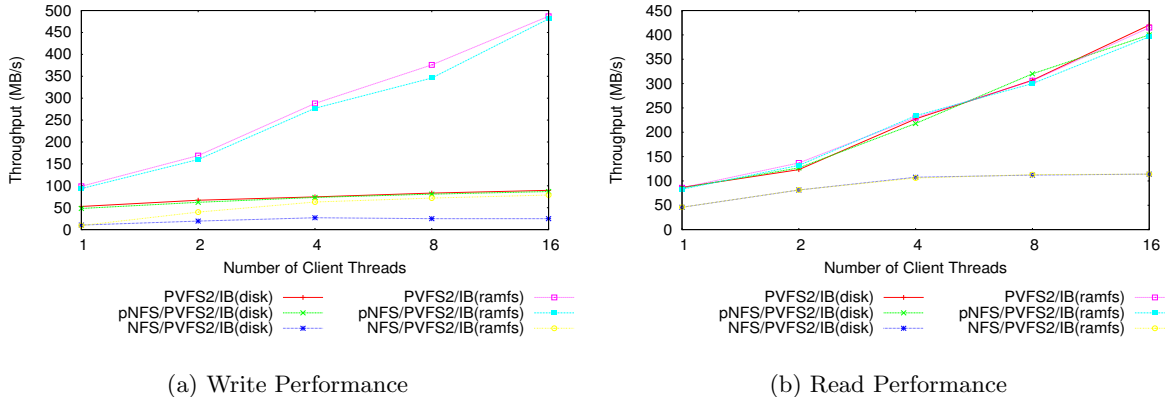 500
450
400
350
300
250
200
150
100
50
0
1 2 4 8 16
Throughput (MB/s)
Number of Client Threads
PVFS2/IB(disk) PVFS2/IB(ramfs)
pNFS/PVFS2/IB(disk) pNFS/PVFS2/IB(ramfs)
NFS/PVFS2/IB(disk) NFS/PVFS2/IB(ramfs)
(a) Write Performance
450
400
350
300
250
200
150
100
50
0
1 2 4 8 16
Throughput (MB/s)
Number of Client Threads
PVFS2/IB(disk) PVFS2/IB(ramfs)
pNFS/PVFS2/IB(disk) pNFS/PVFS2/IB(ramfs)
NFS/PVFS2/IB(disk) NFS/PVFS2/IB(ramfs)
(b) Read Performance